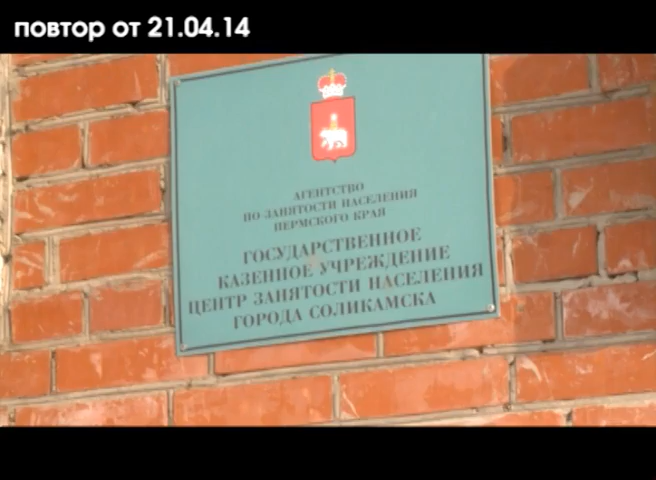 повтор от 21.04.14
АГЕНТСТВО
ПО ЗАНЯТОСТИ НАСЕЛЕНИЯ
ПЕРМСКОГО КРАЯ
ГОСУДАРСТВЕННОЕ
КАЗЕННОЕ УЧРЕЖДЕНИЕ
ЦЕНТР ЗАНЯТОСТИ НАСЕЛЕНИЯ
ГОРОДА СОЛИКАМСКА